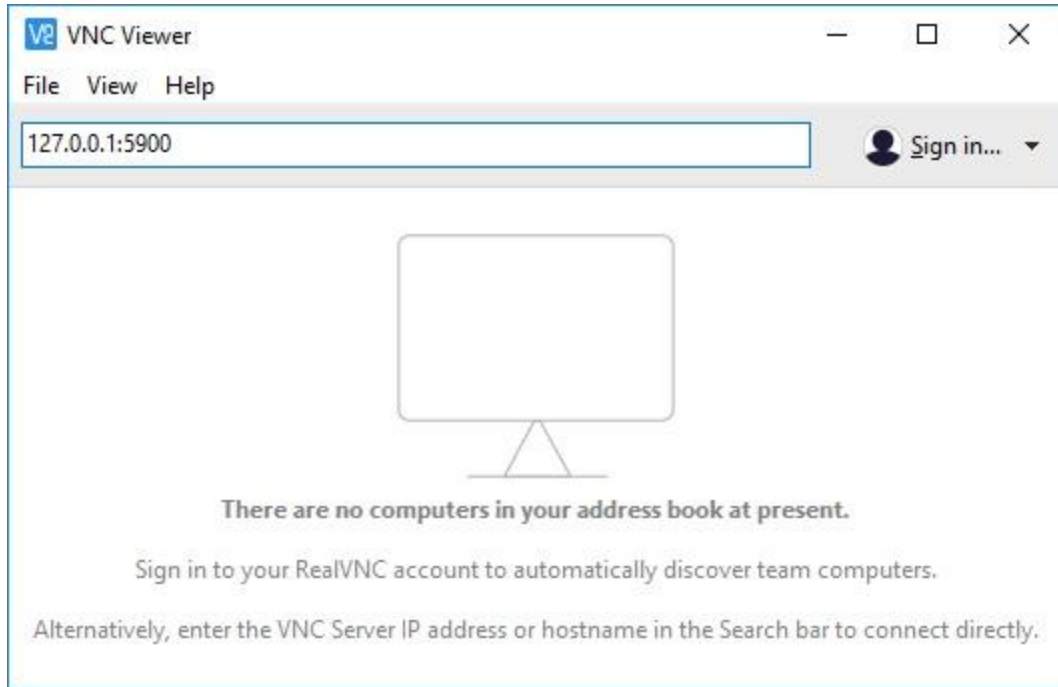 V2 VNC Viewer
File View Help
127.0.0.1:5900 Sign in...
There are no computers in your address book at present.
Sign in to your RealVNC account to automatically discover team computers.
Alternatively, enter the VNC Server IP address or hostname in the Search bar to connect directly.